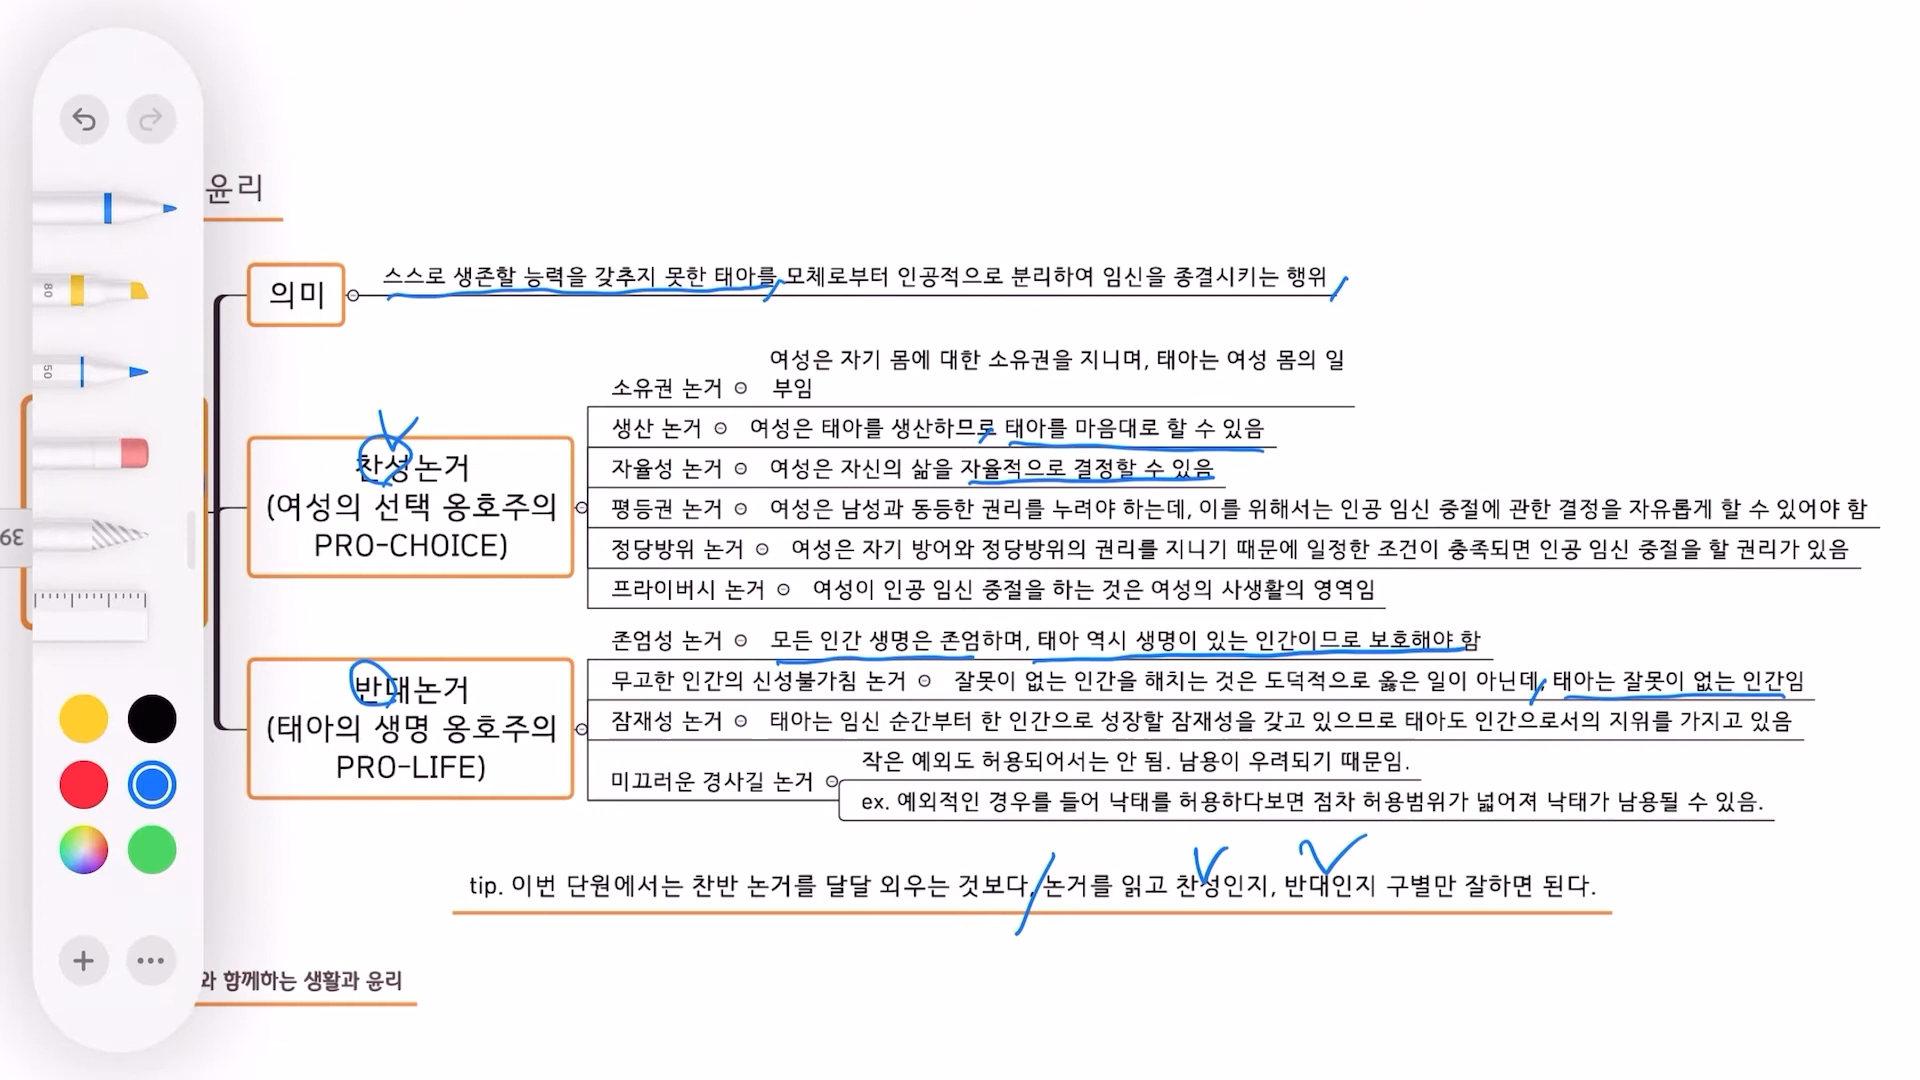 윤리
의미
스스로 생존할 능력을 갖추지 못한 태아를 모체로부터 인공적으로 분리하여 임신을 종결시키는 행위
찬성논거
(여성의 선택 옹호주의
PRO-CHOICE)
소유권 논거
여성은 자기 몸에 대한 소유권을 지니며, 태아는 여성 몸의 일
부임
생산 논거 여성은 태아를 생산하므로 태아를 마음대로 할 수 있음
자율성 논거 여성은 자신의 삶을 자율적으로 결정할 수 있음
평등권 논거 여성은 남성과 동등한 권리를 누려야 하는데, 이를 위해서는 인공 임신 중절에 관한 결정을 자유롭게 할 수 있어야 함
정당방위 논거 여성은 자기 방어와 정당방위의 권리를 지니기 때문에 일정한 조건이 충족되면 인공 임신 중절을 할 권리가 있음
프라이버시 논거 여성이 인공 임신 중절을 하는 것은 여성의 사생활의 영역임
반대논거
(태아의 생명 옹호주의
PRO-LIFE)
존엄성 논거 모든 인간 생명은 존엄하며, 태아 역시 생명이 있는 인간이므로 보호해야 함
무고한 인간의 신성불가침 논거 잘못이 없는 인간을 해치는 것은 도덕적으로 옳은 일이 아닌데, 태아는 잘못이 없는 인간임
잠재성 논거 태아는 임신 순간부터 한 인간으로 성장할 잠재성을 갖고 있으므로 태아도 인간으로서의 지위를 가지고 있음
미끄러운 경사길 논거
작은 예외도 허용되어서는 안 됨. 남용이 우려되기 때문임.
ex. 예외적인 경우를 들어 낙태를 허용하다보면 점차 허용범위가 넓어져 낙태가 남용될 수 있음.
tip. 이번 단원에서는 찬반 논거를 달달 외우는 것보다, 논거를 읽고 찬성인지, 반대인지 구별만 잘하면 된다.
와 함께하는 생활과 윤리
80
50
39